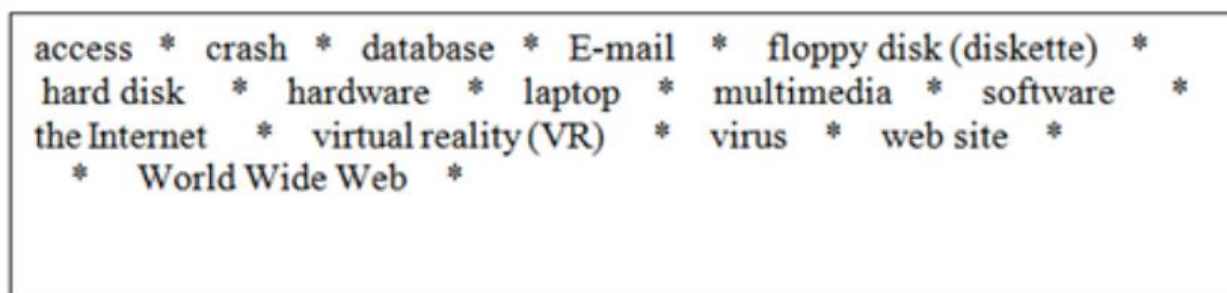 access * crash * database * E-mail * floppy disk (diskette) *
hard disk * hardware * laptop * multimedia * software *
the Internet * virtual reality (VR) * virus * web site *
* World Wide Web *